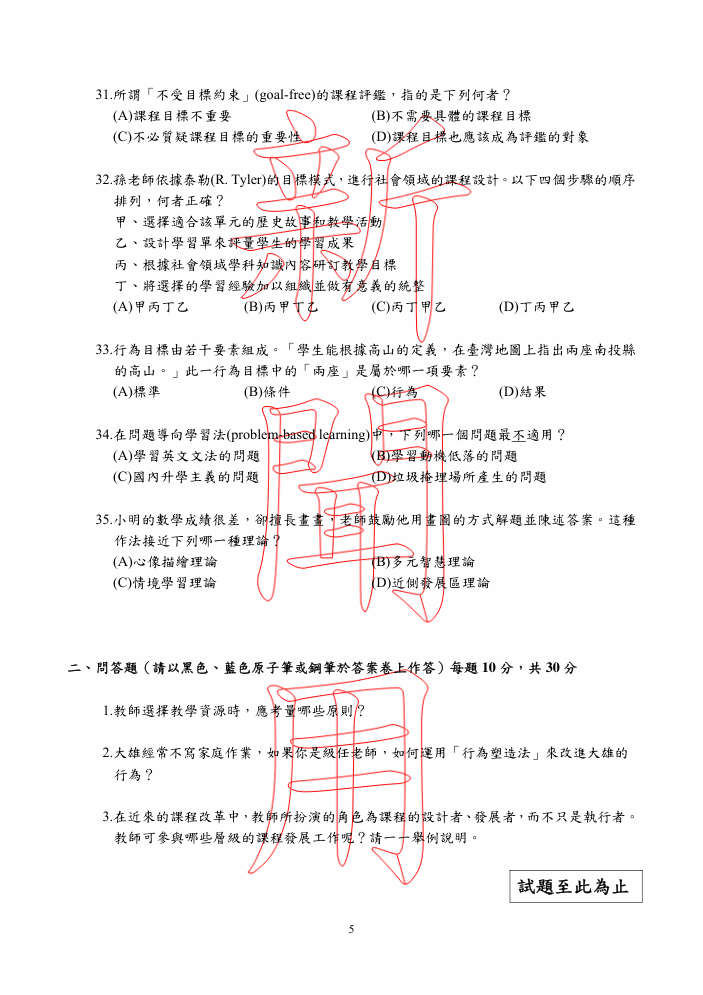 31.所謂「不受目標約束」(goal-free)的課程評鑑，指的是下列何者？
(A)課程目標不重要 (B)不需要具體的課程目標
(C)不必質疑課程目標的重要性 (D)課程目標也應該成為評鑑的對象
32.孫老師依據泰勒(R. Tyler)的目標模式，進行社會領域的課程設計。以下四個步驟的順序
排列，何者正確？
甲、選擇適合該單元的歷史故事和教學活動
乙、設計學習單來評量學生的學習成果
丙、根據社會領域學科知識內容研訂教學目標
丁、將選擇的學習經驗加以組織並做有意義的統整
(A)甲丙丁乙 (B)丙甲丁乙 (C)丙丁甲乙 (D)丁丙甲乙
33.行為目標由若干要素組成。「學生能根據高山的定義，在臺灣地圖上指出兩座南投縣
的高山。」此一行為目標中的「兩座」是屬於哪一項要素？
(A)標準 (B)條件 (C)行為 (D)結果
34.在問題導向學習法(problem-based learning)中，下列哪一個問題最不適用？
(A)學習英文文法的問題 (B)學習動機低落的問題
(C)國內升學主義的問題 (D)垃圾掩埋場所產生的問題
35.小明的數學成績很差，卻擅長畫畫，老師鼓勵他用畫圖的方式解題並陳述答案。這種
作法接近下列哪一種理論？
(A)心像描繪理論 (B)多元智慧理論
(C)情境學習理論 (D)近側發展區理論
二、問答題（請以黑色、藍色原子筆或鋼筆於答案卷上作答）每題 10 分，共 30 分
1.教師選擇教學資源時，應考量哪些原則？
2.大雄經常不寫家庭作業，如果你是級任老師，如何運用「行為塑造法」來改進大雄的
行為？
3.在近來的課程改革中，教師所扮演的角色為課程的設計者、發展者，而不只是執行者。
教師可參與哪些層級的課程發展工作呢？請一一舉例說明。
試題至此為止
5
新聞用